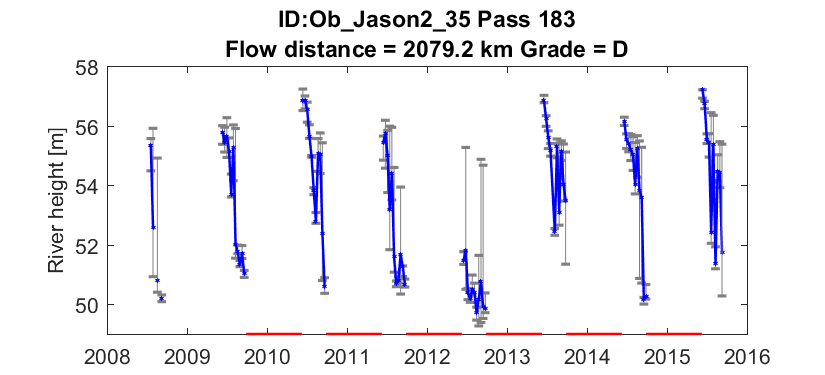 ID:Ob_Jason2_35 Pass 183
Flow distance = 2079.2 km Grade = D
River height [m]
58
56
54
52
50
2008 2009 2010 2011 2012 2013 2014 2015 2016